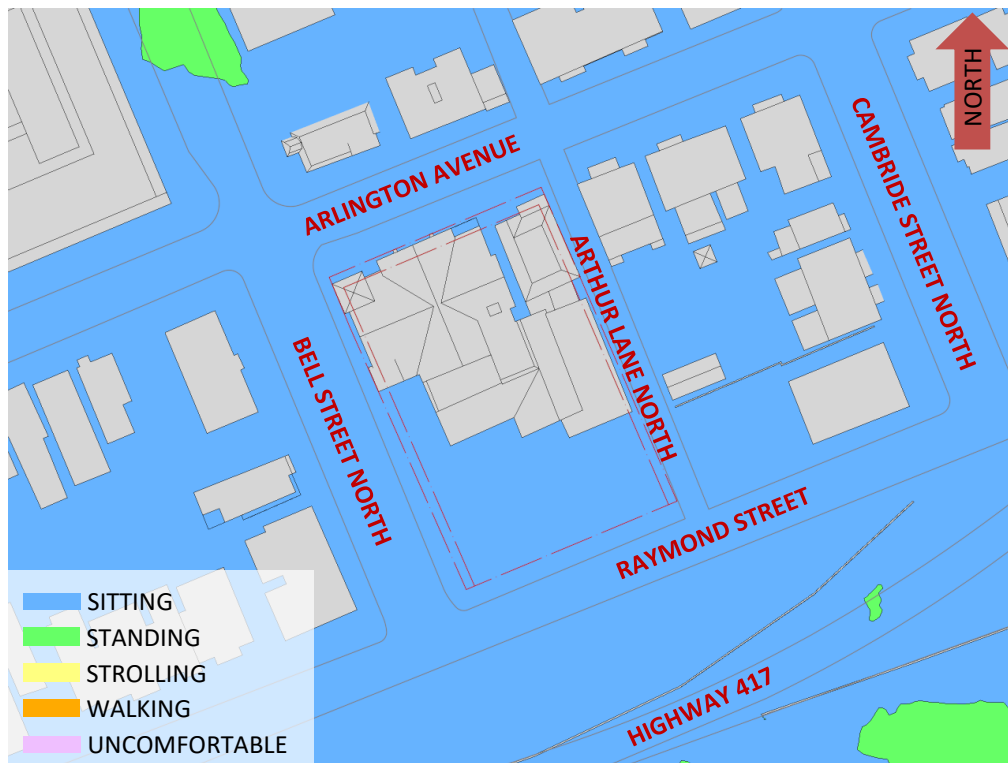 NORTH
ARLINGTON AVENUE
CAMBRIDE STREET NORTH
ARTHUR LANE NORTH
BELL STREET NORTH
RAYMOND STREET
HIGHWAY 417
SITTING
STANDING
STROLLING
WALKING
UNCOMFORTABLE